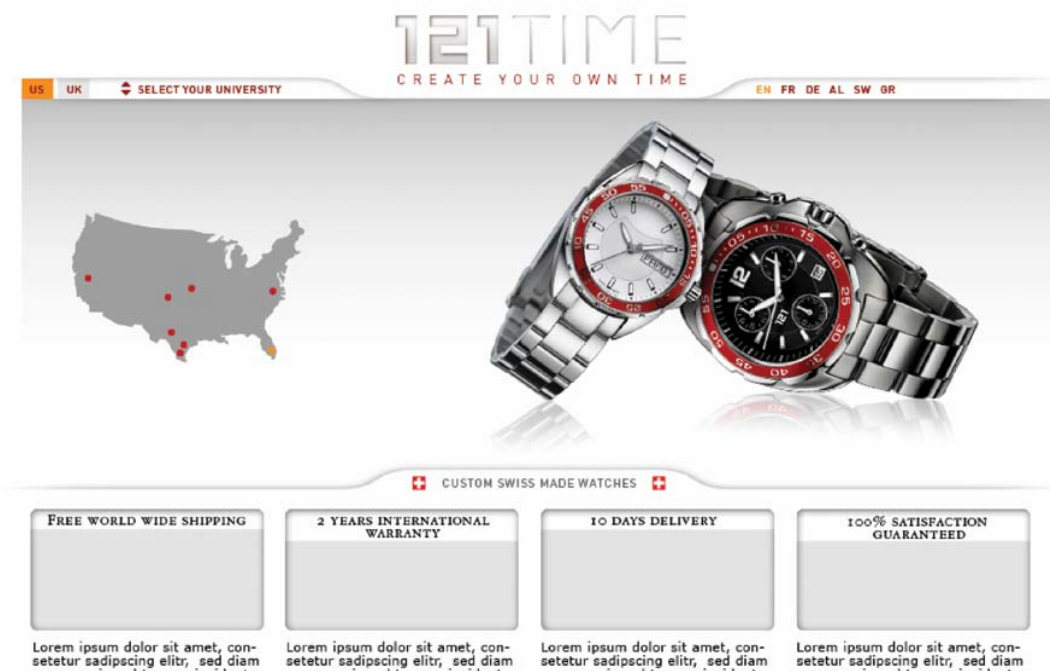 121TIME
CREATE YOUR OWN TIME
US UK SELECT YOUR UNIVERSITY EN FR DE AL SW GR
CUSTOM SWISS MADE WATCHES
FREE WORLD WIDE SHIPPING
2 YEARS INTERNATIONAL
WARRANTY
10 DAYS DELIVERY
100% SATISFACTION
GUARANTEED
Lorem ipsum dolor sit amet, con-
setetur sadipscing elitr, sed diam
Lorem ipsum dolor sit amet, con-
setetur sadipscing elitr, sed diam
Lorem ipsum dolor sit amet, con-
setetur sadipscing elitr, sed diam
Lorem ipsum dolor sit amet, con-
setetur sadipscing elitr, sed diam